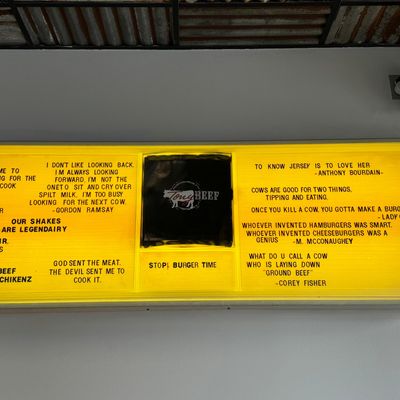 ME TO
NG FOR THE
COOK
IR.
S
BEEF
CHIKENZ
I DON'T LIKE LOOKING BACK.
I'M ALWAYS LOOKING
FORWARD, I'M NOT THE
ONE TO SIT AND CRY OVER
SPILT MILK, I'M TOO BUSY
LOOKING FOR THE NEXT COW.
-GORDON RAMSAY
OUR SHAKES
ARE LEGENDAIRY
GOD SENT THE MEAT.
THE DEVIL SENT ME TO
COOK IT.
BEEF
STOP! BURGER TIME
TO KNOW JERSEY IS TO LOVE HER
-ANTHONY BOURDAIN-
COWS ARE GOOD FOR TWO THINGS,
TIPPING AND EATING.
ONCE YOU KILL A COW, YOU GOTTA MAKE A BURG
-LADY
WHOEVER INVENTED HAMBURGERS WAS SMART.
WHOEVER INVENTED CHEESEBURGERS WAS A
GENIUS -M. MCCONAUGHEY
WHAT DO U CALL A COW
WHO IS LAYING DOWN
"GROUND BEEF"
-COREY FISHER